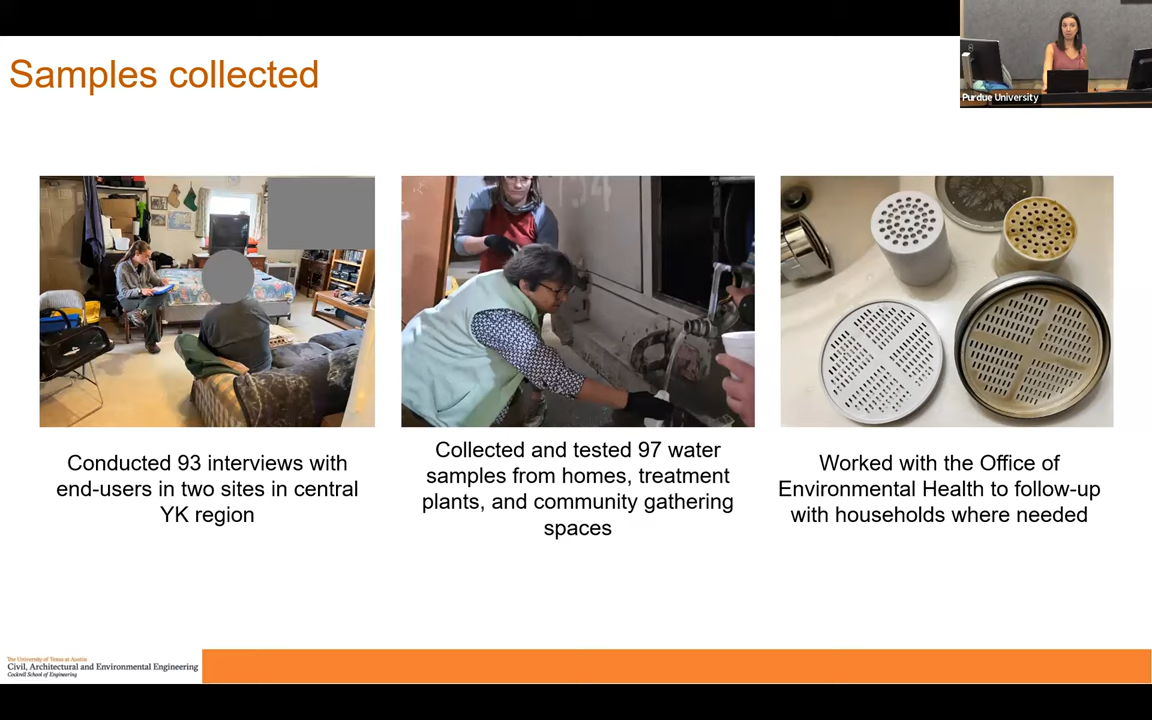 Samples collected
Purdue University
Conducted 93 interviews with
end-users in two sites in central
YK region
Collected and tested 97 water
samples from homes, treatment
plants, and community gathering
spaces
Worked with the Office of
Environmental Health to follow-up
with households where needed
The University of Texas at Austin
Civil, Architectural and Environmental Engineering
Cockrell School of Engineering